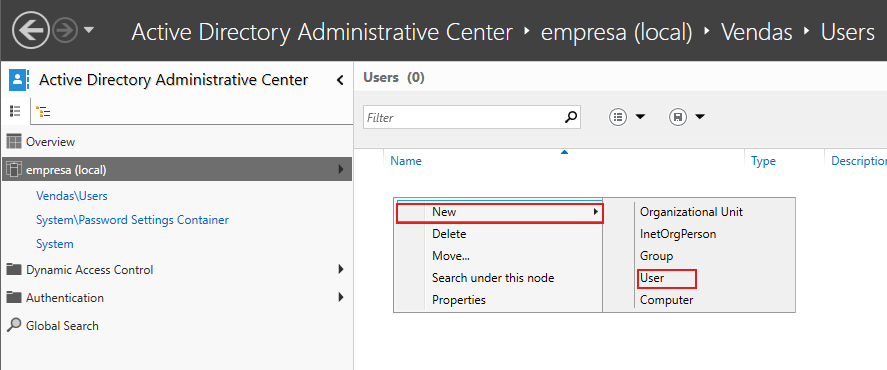 Active Directory Administrative Center • empresa (local) • Vendas • Users
Active Directory Administrative Center
Users (0)
Filter
Overview
Name Type Description
empresa (local)
Vendas\Users
New Organizational Unit
System\Password Settings Container
Delete InetOrgPerson
System
Move... Group
Dynamic Access Control
Search under this node User
Authentication
Properties Computer
Global Search